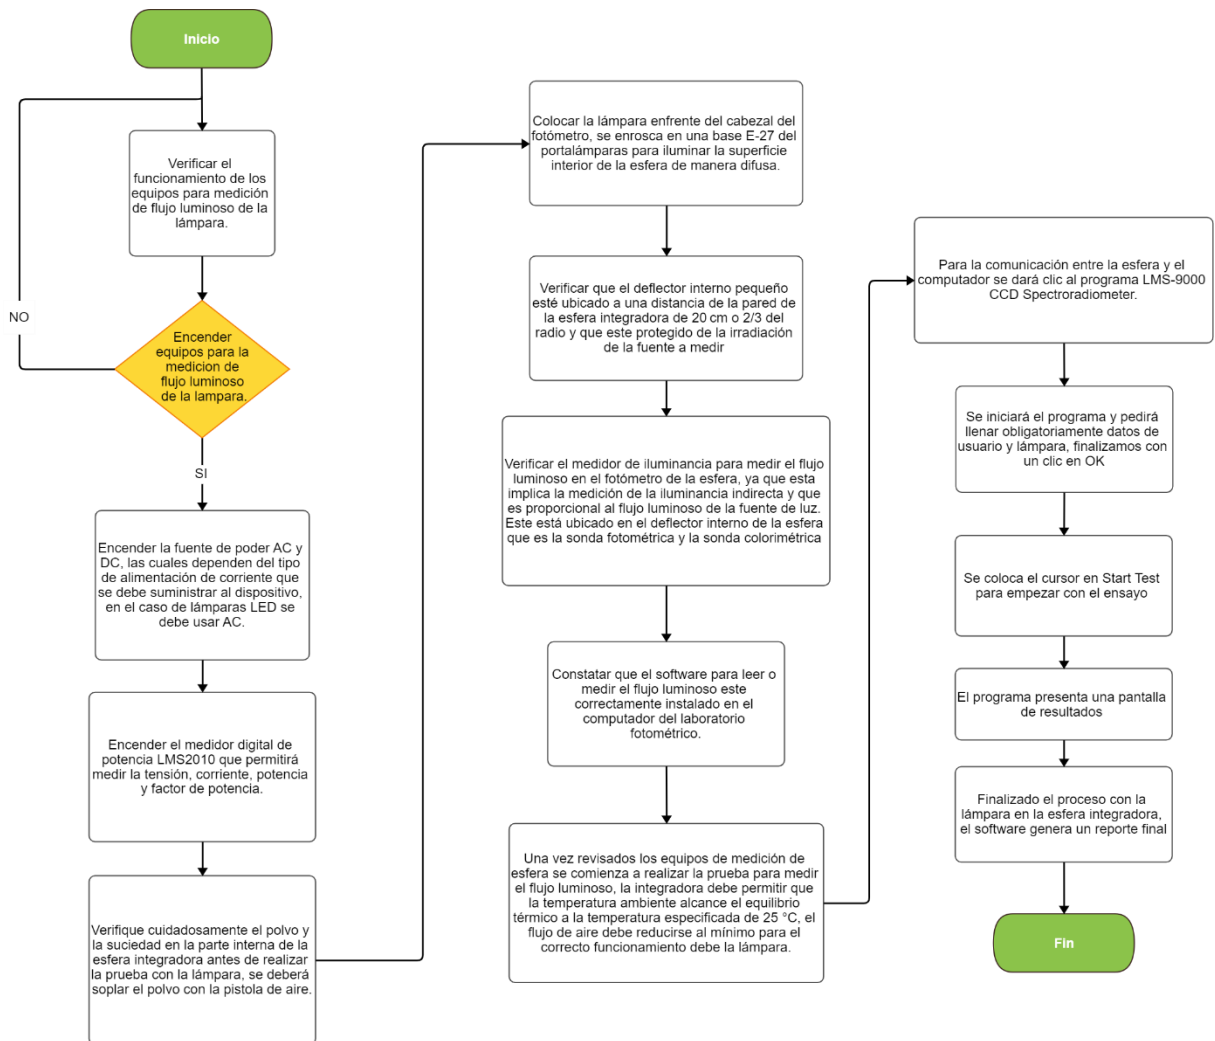 Inicio
Verificar el
funcionamiento de los
equipos para medición
de flujo luminoso de la
lámpara.
NO
Encender
equipos para la
medicion de
flujo luminoso
de la lampara.
SI
Encender la fuente de poder AC y
DC, las cuales dependen del tipo
de alimentación de corriente que
se debe suministrar al dispositivo,
en el caso de lámparas LED se
debe usar AC.
Encender el medidor digital de
potencia LMS2010 que permitirá
medir la tensión, corriente, potencia
y factor de potencia.
Verifique cuidadosamente el polvo y
la suciedad en la parte interna de la
esfera integradora antes de realizar
la prueba con la lámpara, se deberá
soplar el polvo con la pistola de aire.
Colocar la lámpara enfrente del cabezal del
fotómetro, se enrosca en una base E-27 del
portalámparas para iluminar la superficie
interior de la esfera de manera difusa.
Verificar que el deflector interno pequeño
esté ubicado a una distancia de la pared de
la esfera integradora de 20 cm o 2/3 del
radio y que este protegido de la irradiación
de la fuente a medir
Verificar el medidor de iluminancia para medir el flujo
luminoso en el fotómetro de la esfera, ya que esta
implica la medición de la iluminancia indirecta y que
es proporcional al flujo luminoso de la fuente de luz.
Este está ubicado en el deflector interno de la esfera
que es la sonda fotométrica y la sonda colorimétrica
Constatar que el software para leer o
medir el flujo luminoso este
correctamente instalado en el
computador del laboratorio
fotométrico.
Una vez revisados los equipos de medición de
esfera se comienza a realizar la prueba para medir
el flujo luminoso, la integradora debe permitir que
la temperatura ambiente alcance el equilibrio
térmico a la temperatura especificada de 25 °C, el
flujo de aire debe reducirse al mínimo para el
correcto funcionamiento debe la lámpara.
Para la comunicación entre la esfera y el
computador se dará clic al programa LMS-9000
CCD Spectroradiometer.
Se iniciará el programa y pedirá
llenar obligatoriamente datos de
usuario y lámpara, finalizamos con
un clic en OK
Se coloca el cursor en Start Test
para empezar con el ensayo
El programa presenta una pantalla
de resultados
Finalizado el proceso con la
lámpara en la esfera integradora,
el software genera un reporte final
Fin